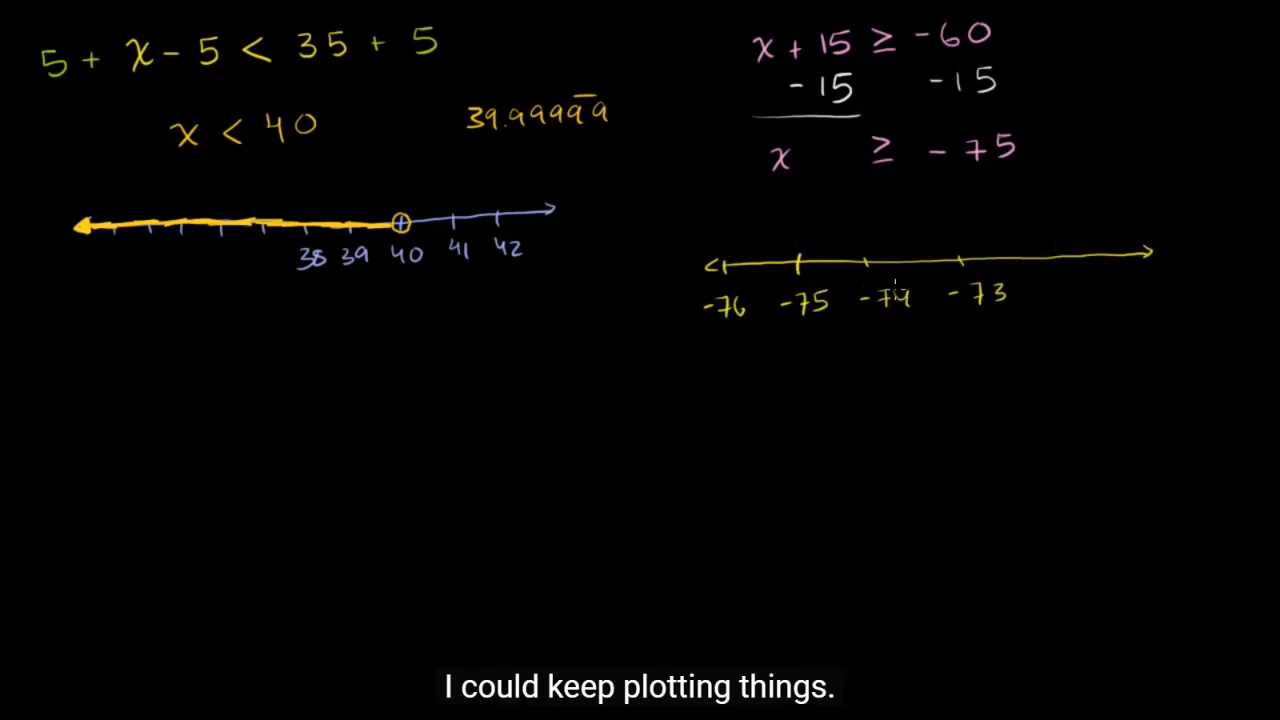 5 + x - 5 < 35 + 5
x < 40
39.99999̅9
38 39 40 41 42
x + 15 ≥ -60
-15 -15
x ≥ -75
-76 -75 -74 -73
I could keep plotting things.